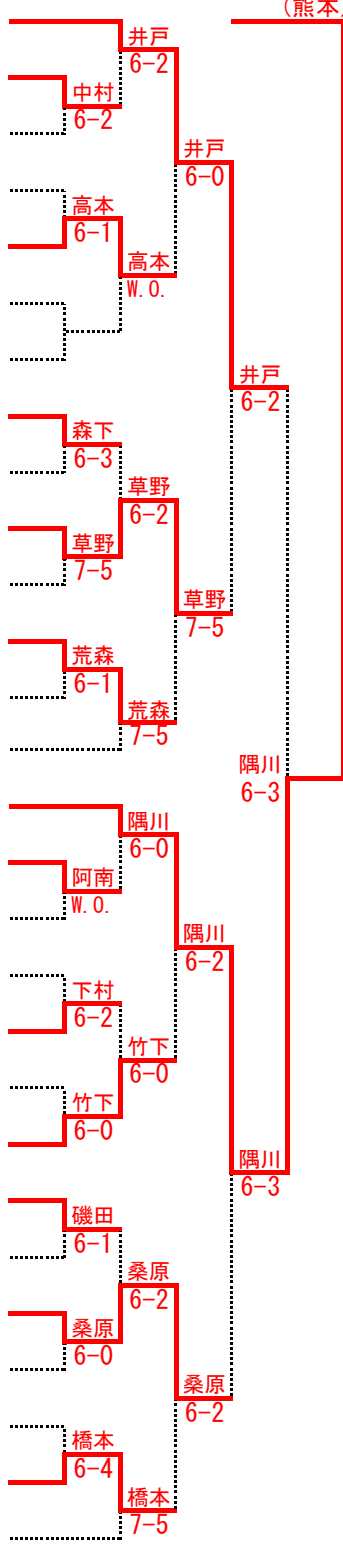 (熊本
井戸
6-2
中村
6-2
井戸
6-0
高本
6-1
高本
W.O.
井戸
6-2
森下
6-3
草野
6-2
草野
7-5
草野
7-5
荒森
6-1
荒森
7-5
隅川
6-3
隅川
6-0
阿南
W.O.
隅川
6-2
下村
6-2
竹下
6-0
竹下
6-0
隅川
6-3
磯田
6-1
桑原
6-2
桑原
6-0
桑原
6-2
橋本
6-4
橋本
7-5